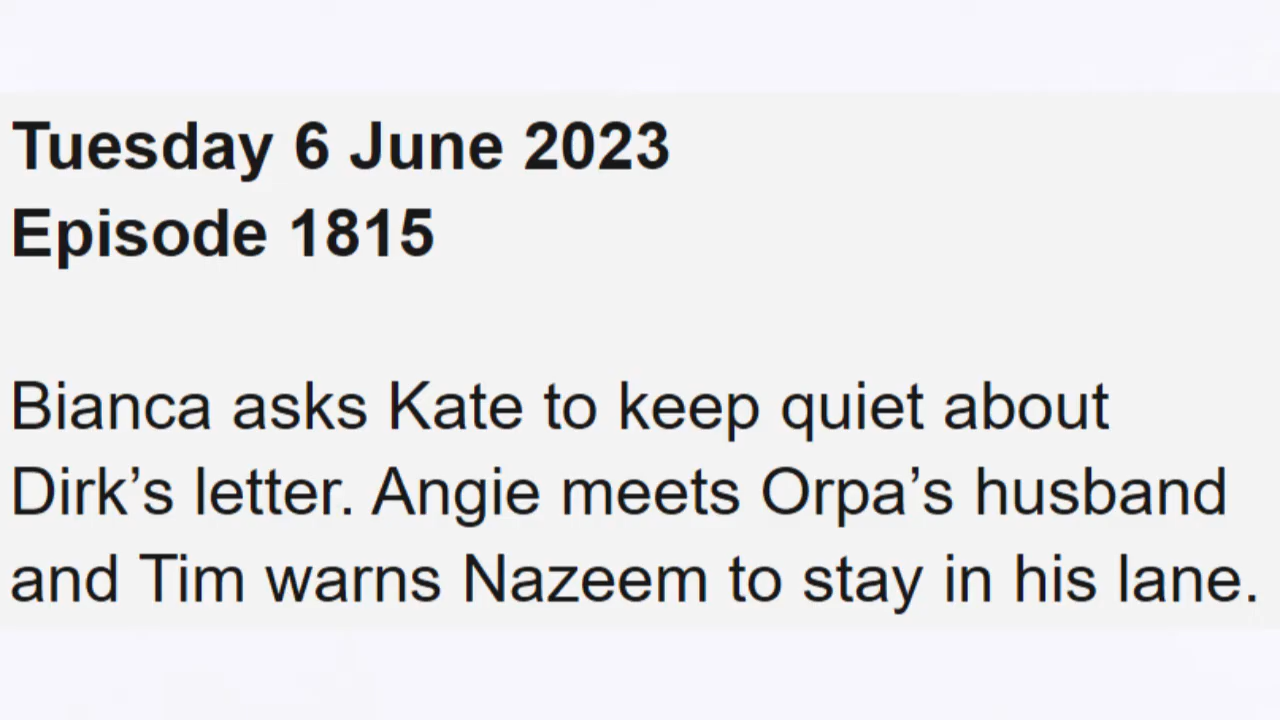 Tuesday 6 June 2023
Episode 1815
Bianca asks Kate to keep quiet about
Dirk’s letter. Angie meets Orpa’s husband
and Tim warns Nazeem to stay in his lane.